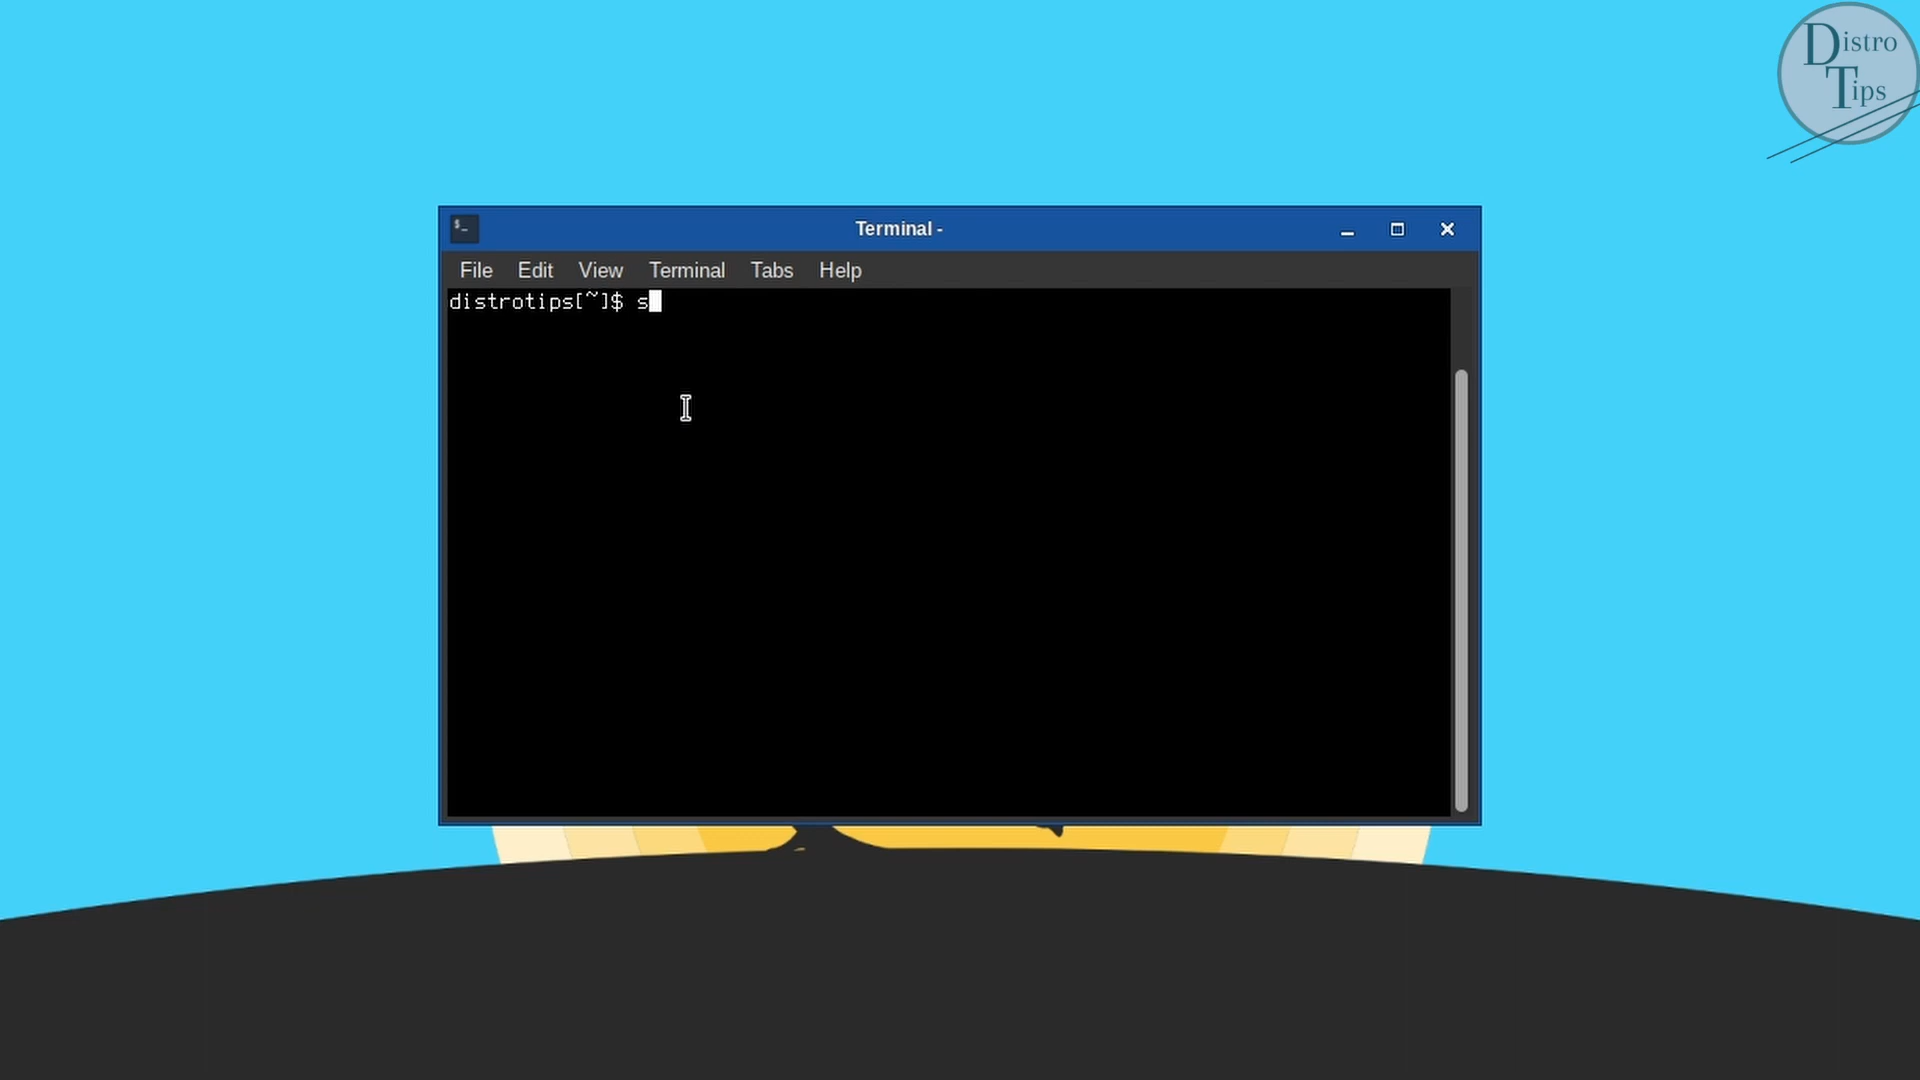 Distro
Tips
Terminal -
File Edit View Terminal Tabs Help
distrotips[~]$ s